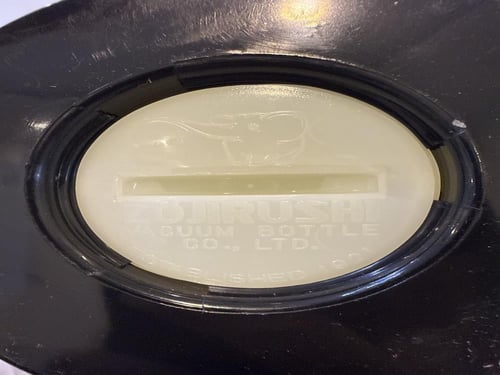 ZOJIRUSHI
VACUUM BOTTLE
CO., LTD.